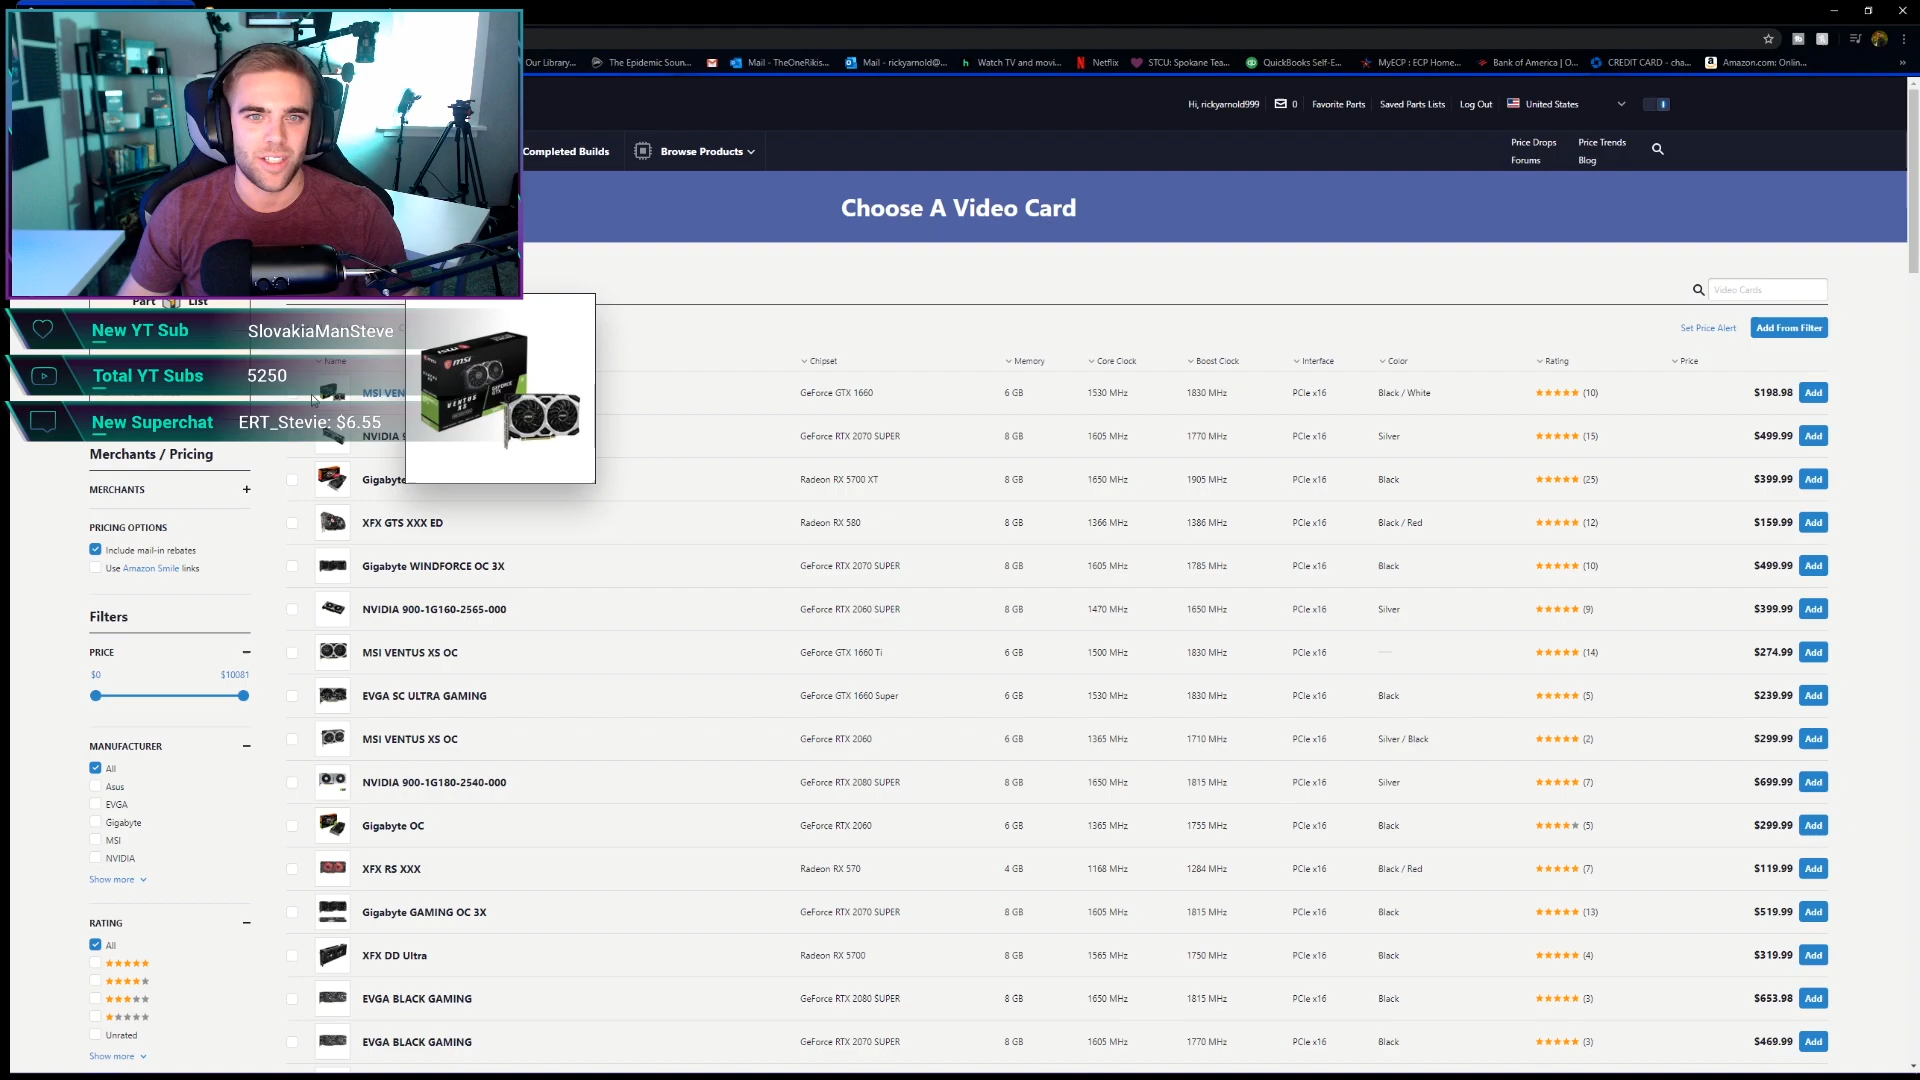 Our Library...
The Epidemic Soun...
Mail - TheOneRikis...
Mail - rickyarnold@...
Watch TV and movi...
Netflix
STCU: Spokane Tea...
QuickBooks Self-E...
MyECP : ECP Home...
Bank of America | O...
CREDIT CARD - cha...
Amazon.com: Onlin...
Hi, rickyarnold999
0
Favorite Parts
Saved Parts Lists
Log Out
United States
Completed Builds
Browse Products
Price Drops
Price Trends
Forums
Blog
Choose A Video Card
Part List
Video Cards
Set Price Alert
Add From Filter
New YT Sub SlovakiaManSteve
Total YT Subs 5250
New Superchat ERT_Stevie: $6.55
msi
VENTUS XS
GEFORCE GTX
Name Chipset Memory Core Clock Boost Clock Interface Color Rating Price
MSI VEN GeForce GTX 1660 6 GB 1530 MHz 1830 MHz PCIe x16 Black / White (10) $198.98 Add
NVIDIA 9 GeForce RTX 2070 SUPER 8 GB 1605 MHz 1770 MHz PCIe x16 Silver (15) $499.99 Add
Gigabyte Radeon RX 5700 XT 8 GB 1650 MHz 1905 MHz PCIe x16 Black (25) $399.99 Add
XFX GTS XXX ED Radeon RX 580 8 GB 1366 MHz 1386 MHz PCIe x16 Black / Red (12) $159.99 Add
Gigabyte WINDFORCE OC 3X GeForce RTX 2070 SUPER 8 GB 1605 MHz 1785 MHz PCIe x16 Black (10) $499.99 Add
NVIDIA 900-1G160-2565-000 GeForce RTX 2060 SUPER 8 GB 1470 MHz 1650 MHz PCIe x16 Silver (9) $399.99 Add
MSI VENTUS XS OC GeForce GTX 1660 Ti 6 GB 1500 MHz 1830 MHz PCIe x16 — (14) $274.99 Add
EVGA SC ULTRA GAMING GeForce GTX 1660 Super 6 GB 1530 MHz 1830 MHz PCIe x16 Black (5) $239.99 Add
MSI VENTUS XS OC GeForce RTX 2060 6 GB 1365 MHz 1710 MHz PCIe x16 Silver / Black (2) $299.99 Add
NVIDIA 900-1G180-2540-000 GeForce RTX 2080 SUPER 8 GB 1650 MHz 1815 MHz PCIe x16 Silver (7) $699.99 Add
Gigabyte OC GeForce RTX 2060 6 GB 1365 MHz 1755 MHz PCIe x16 Black (5) $299.99 Add
XFX RS XXX Radeon RX 570 4 GB 1168 MHz 1284 MHz PCIe x16 Black / Red (7) $119.99 Add
Gigabyte GAMING OC 3X GeForce RTX 2070 SUPER 8 GB 1605 MHz 1815 MHz PCIe x16 Black (13) $519.99 Add
XFX DD Ultra Radeon RX 5700 8 GB 1565 MHz 1750 MHz PCIe x16 Black (4) $319.99 Add
EVGA BLACK GAMING GeForce RTX 2080 SUPER 8 GB 1650 MHz 1815 MHz PCIe x16 Black (3) $653.98 Add
EVGA BLACK GAMING GeForce RTX 2070 SUPER 8 GB 1605 MHz 1770 MHz PCIe x16 Black (3) $469.99 Add
Merchants / Pricing
MERCHANTS +
PRICING OPTIONS
Include mail-in rebates
Use Amazon Smile links
Filters
PRICE
$0 $10081
MANUFACTURER
All
Asus
EVGA
Gigabyte
MSI
NVIDIA
Show more
RATING
All
Unrated
Show more